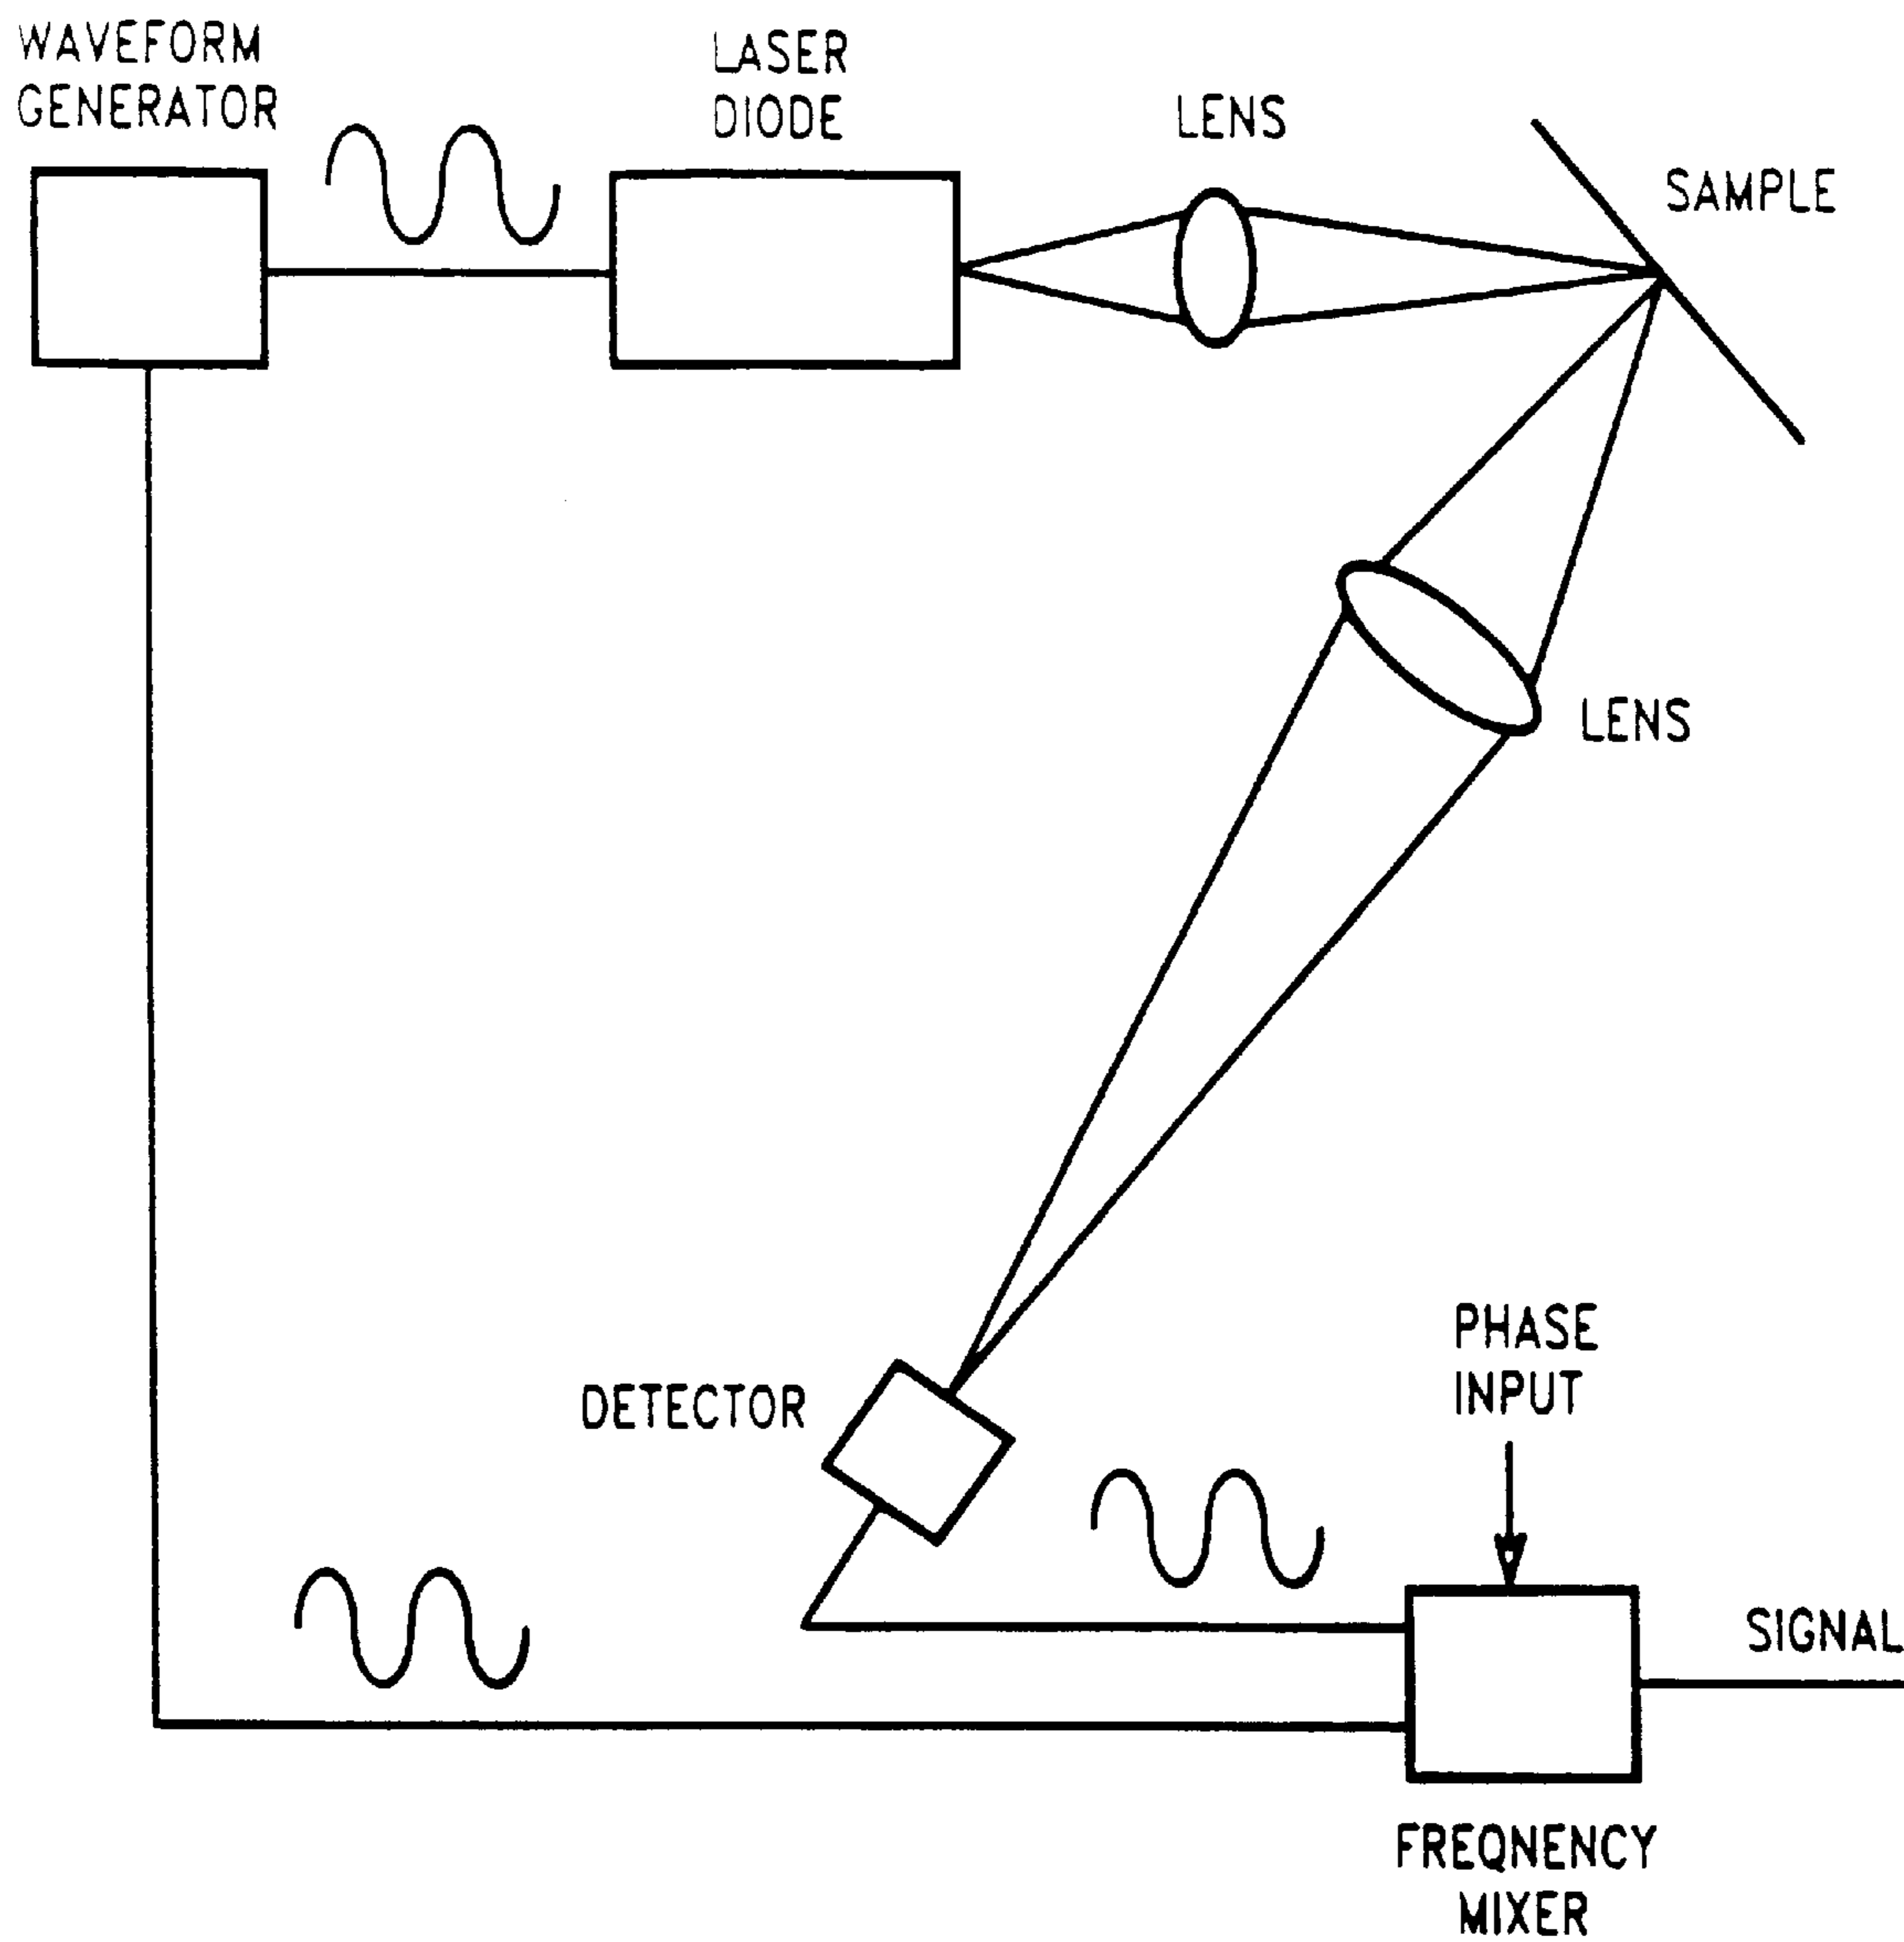 WAVEFORM
GENERATOR
LASER
DIODE
LENS
SAMPLE
LENS
DETECTOR
PHASE
INPUT
SIGNAL
FREQNENCY
MIXER